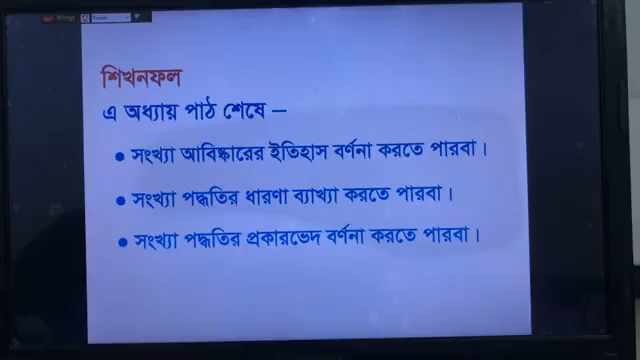 শিখনফল
এ অধ্যায় পাঠ শেষে –
• সংখ্যা আবিষ্কারের ইতিহাস বর্ণনা করতে পারবা।
• সংখ্যা পদ্ধতির ধারণা ব্যাখ্যা করতে পারবা।
• সংখ্যা পদ্ধতির প্রকারভেদ বর্ণনা করতে পারবা।